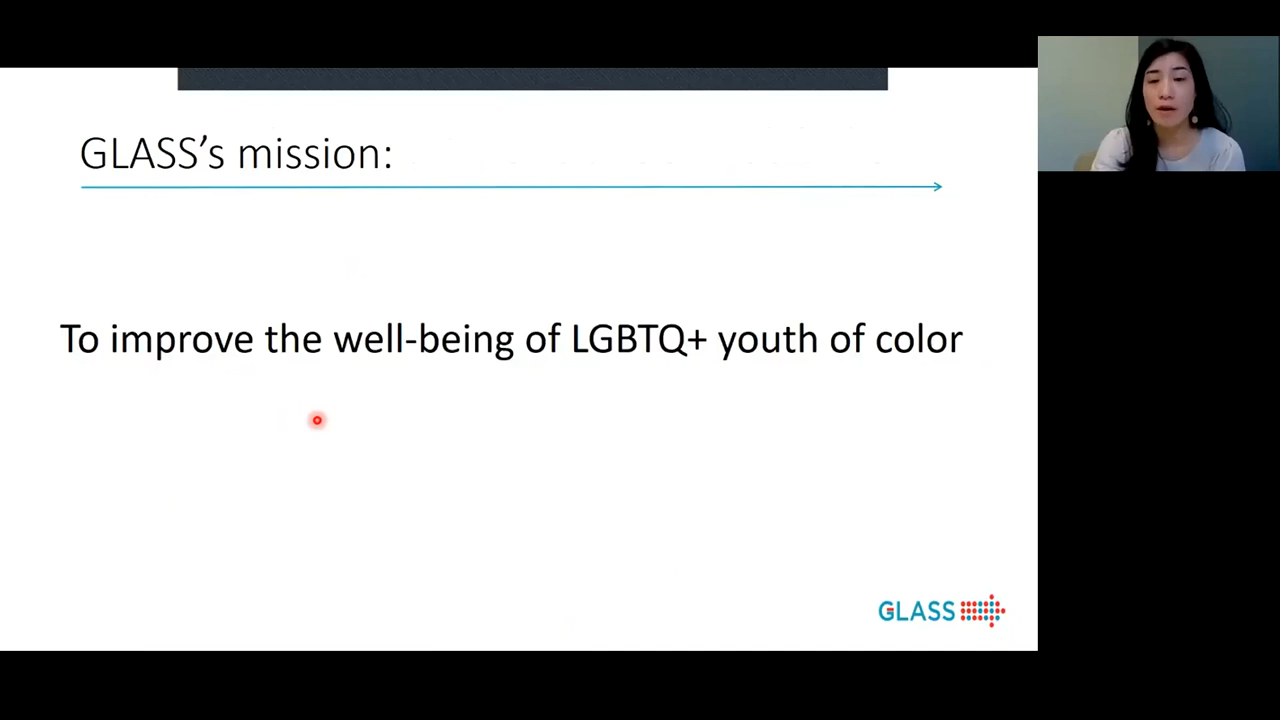 GLASS’s mission:
To improve the well-being of LGBTQ+ youth of color
GLASS